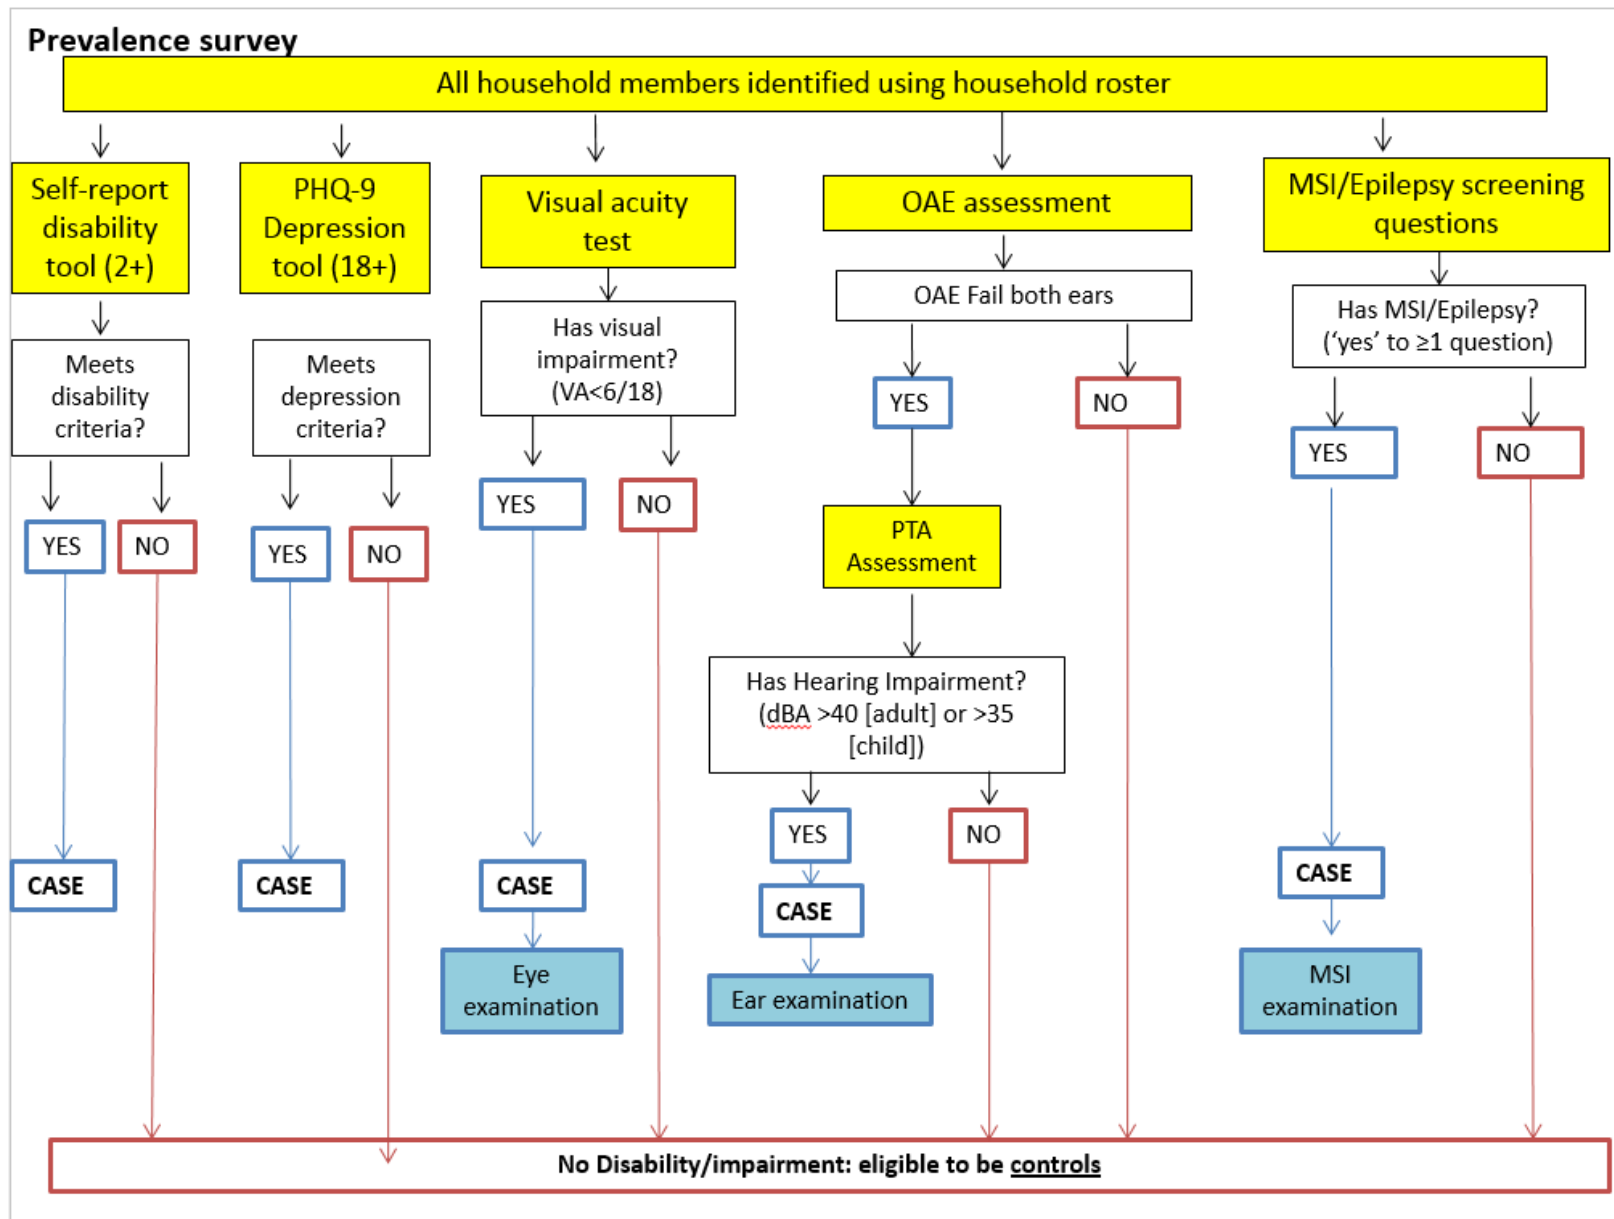 Prevalence survey
All household members identified using household roster
Self-report
disability
tool (2+)
Meets
disability
criteria?
YES
NO
CASE
PHQ-9
Depression
tool (18+)
Meets
depression
criteria?
YES
NO
CASE
Visual acuity
test
Has visual
impairment?
(VA<6/18)
YES
NO
CASE
Eye
examination
OAE assessment
OAE Fail both ears
YES
NO
PTA
Assessment
Has Hearing Impairment?
(dBA >40 [adult] or >35
[child])
YES
NO
CASE
Ear examination
MSI/Epilepsy screening
questions
Has MSI/Epilepsy?
(‘yes’ to ≥1 question)
YES
NO
CASE
MSI
examination
No Disability/impairment: eligible to be controls